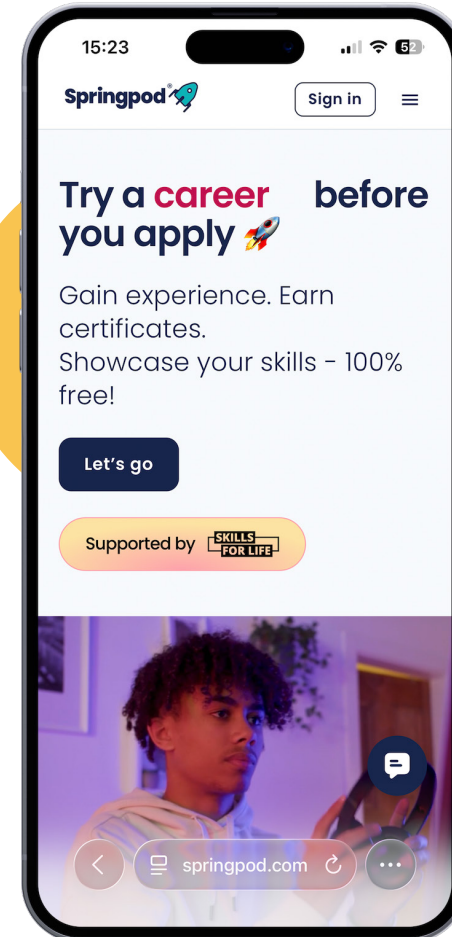 15:23
52
Springpod
Sign in
Try a career before
you apply 🚀
Gain experience. Earn
certificates.
Showcase your skills - 100%
free!
Let's go
Supported by SKILLS
FOR LIFE
springpod.com